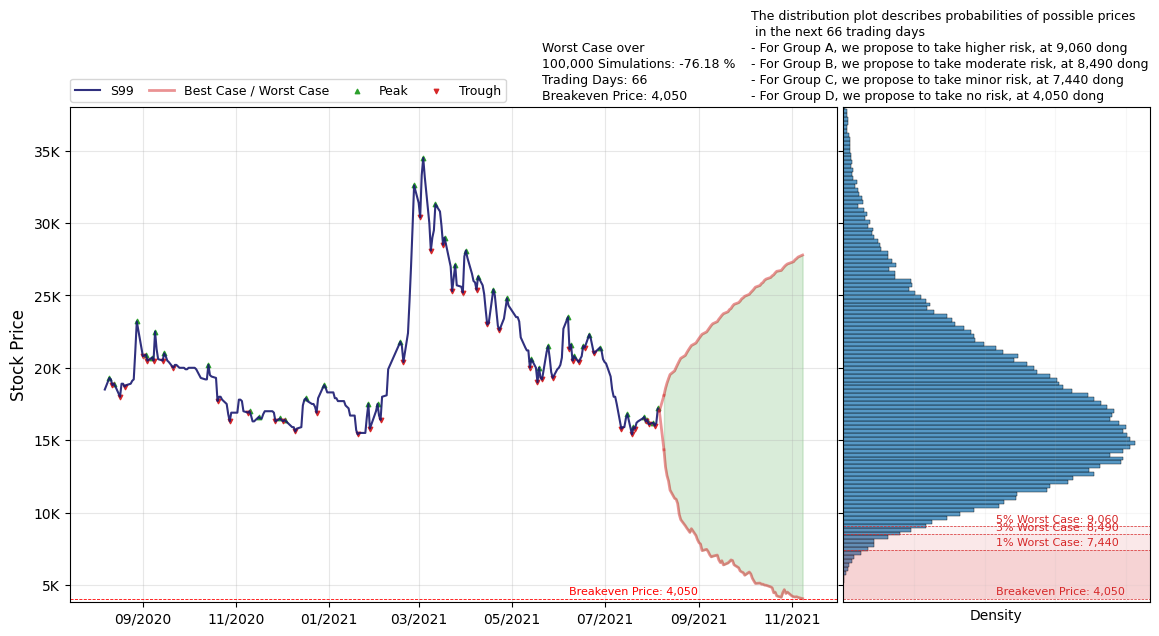 The distribution plot describes probabilities of possible prices
in the next 66 trading days
- For Group A, we propose to take higher risk, at 9,060 dong
- For Group B, we propose to take moderate risk, at 8,490 dong
- For Group C, we propose to take minor risk, at 7,440 dong
- For Group D, we propose to take no risk, at 4,050 dong
Worst Case over
100,000 Simulations: -76.18 %
Trading Days: 66
Breakeven Price: 4,050
S99
Best Case / Worst Case
Peak
Trough
Stock Price
35K
30K
25K
20K
15K
10K
5K
Breakeven Price: 4,050
09/2020
11/2020
01/2021
03/2021
05/2021
07/2021
09/2021
11/2021
5% Worst Case: 9,060
3% Worst Case: 8,490
1% Worst Case: 7,440
Breakeven Price: 4,050
Density